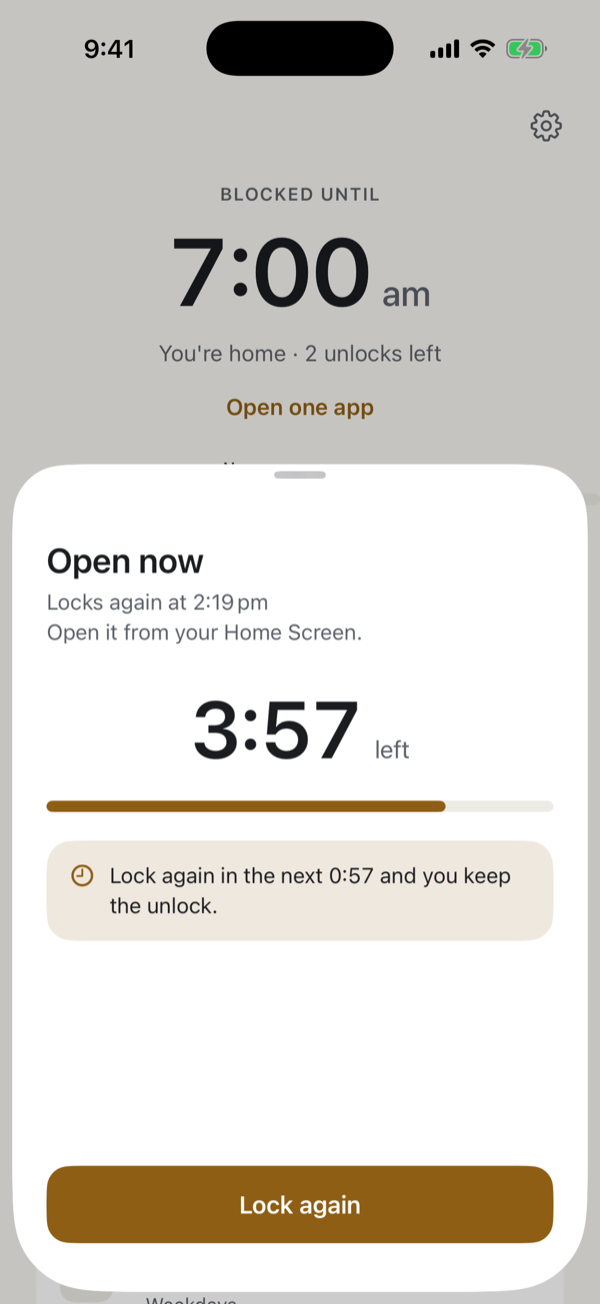 9:41
BLOCKED UNTIL
7:00 am
You're home · 2 unlocks left
Open one app
Open now
Locks again at 2:19 pm
Open it from your Home Screen.
3:57 left
Lock again in the next 0:57 and you keep
the unlock.
Lock again
Weekdays